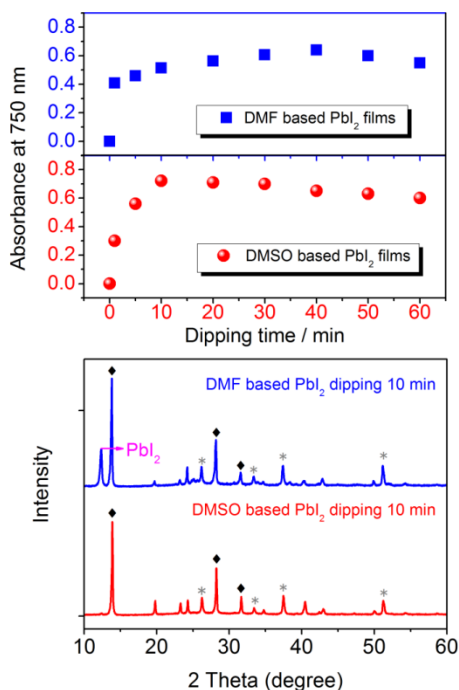 Absorbance at 750 nm
0.8
0.6
0.4
0.2
0.0
DMF based PbI₂ films
0.8
0.6
0.4
0.2
0.0
DMSO based PbI₂ films
0 10 20 30 40 50 60
Dipping time / min
Intensity
DMF based PbI₂ dipping 10 min
PbI₂
DMSO based PbI₂ dipping 10 min
10 20 30 40 50 60
2 Theta (degree)